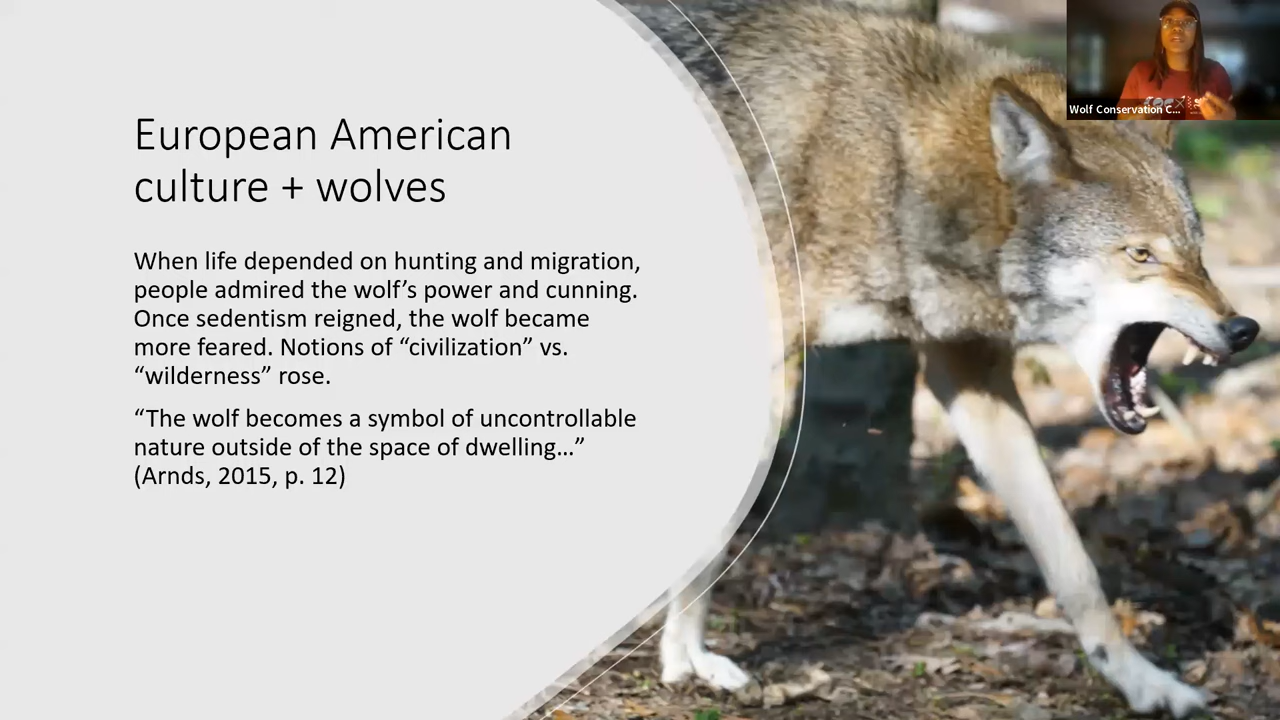 European American
culture + wolves
When life depended on hunting and migration,
people admired the wolf’s power and cunning.
Once sedentism reigned, the wolf became
more feared. Notions of “civilization” vs.
“wilderness” rose.
“The wolf becomes a symbol of uncontrollable
nature outside of the space of dwelling…”
(Arnds, 2015, p. 12)
Wolf Conservation C...